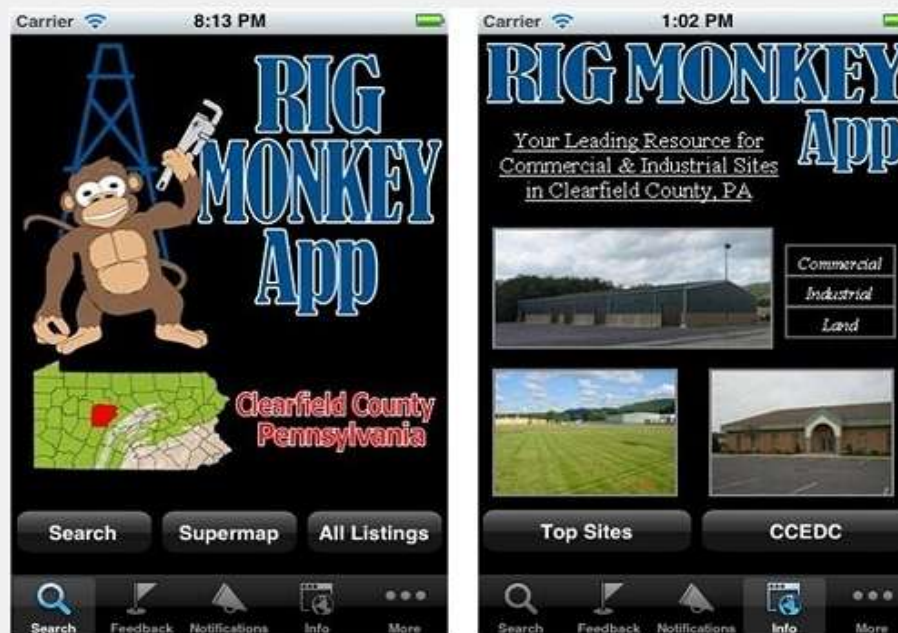 Carrier 8:13 PM
RIG
MONKEY
App
Clearfield County
Pennsylvania
Search Supermap All Listings
Search Feedback Notifications Info More
Carrier 1:02 PM
RIG MONKEY
App
Your Leading Resource for
Commercial & Industrial Sites
in Clearfield County, PA
Commercial
Industrial
Land
Top Sites CCEDC
Search Feedback Notifications Info More